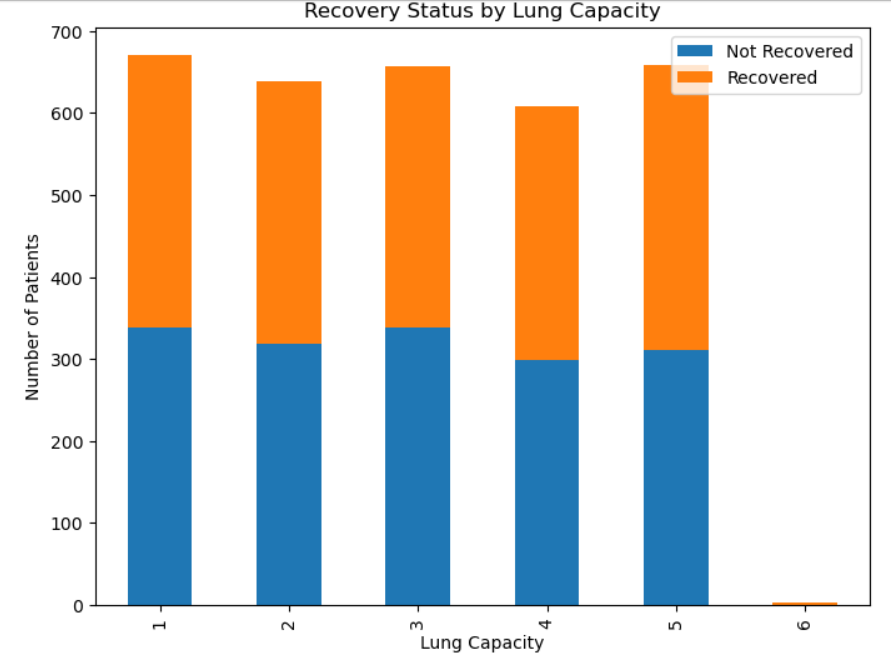 Recovery Status by Lung Capacity
Not Recovered
Recovered
700
600
500
400
300
200
100
0
Number of Patients
1 2 3 4 5 6
Lung Capacity